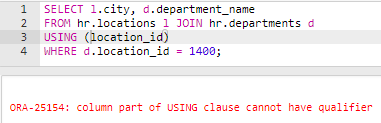 1 SELECT l.city, d.department_name
2 FROM hr.locations l JOIN hr.departments d
3 USING (location_id)
4 WHERE d.location_id = 1400;
ORA-25154: column part of USING clause cannot have qualifier